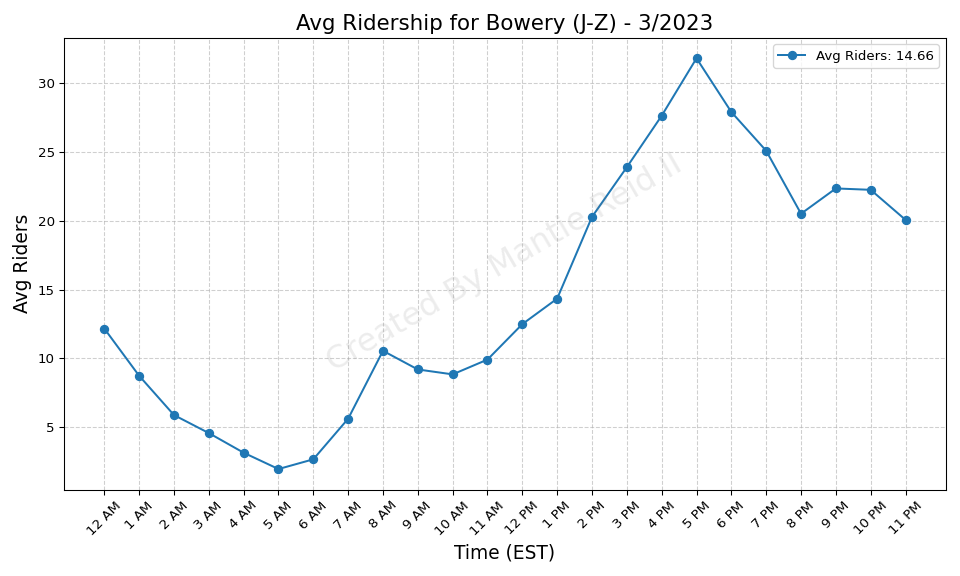 Avg Ridership for Bowery (J-Z) - 3/2023
Avg Riders: 14.66
Avg Riders
30
25
20
15
10
5
Created By Mantle Reid II
12 AM
1 AM
2 AM
3 AM
4 AM
5 AM
6 AM
7 AM
8 AM
9 AM
10 AM
11 AM
12 PM
1 PM
2 PM
3 PM
4 PM
5 PM
6 PM
7 PM
8 PM
9 PM
10 PM
11 PM
Time (EST)